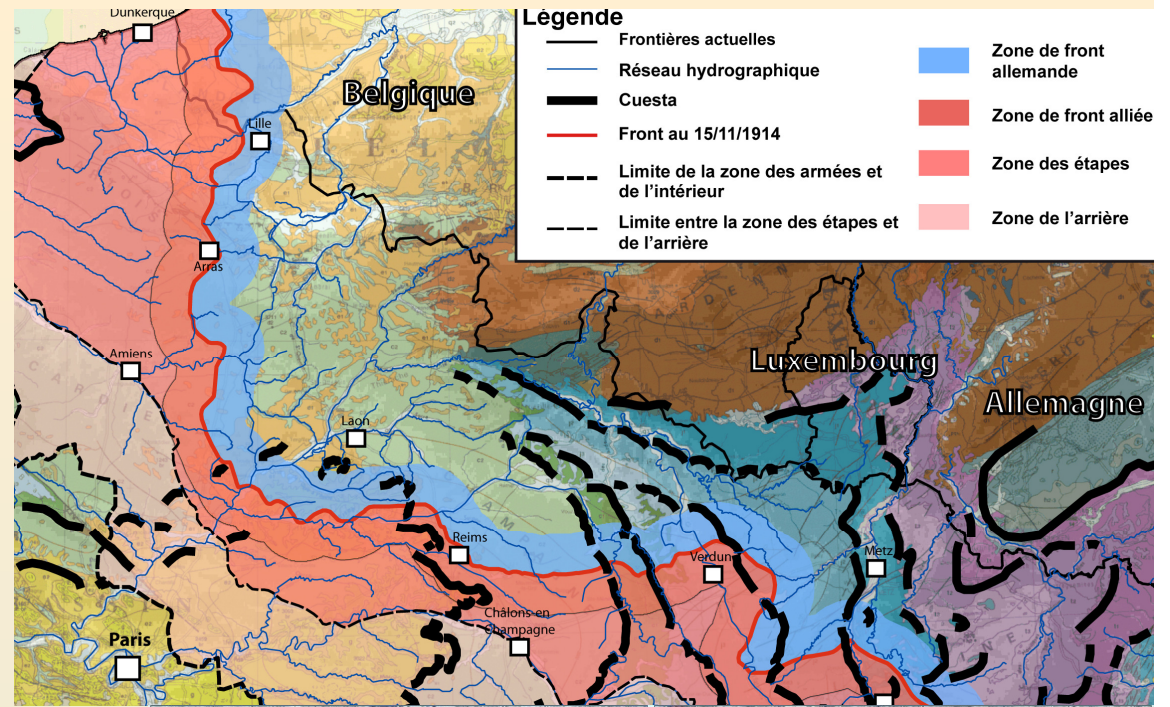 Légende
Frontières actuelles
Réseau hydrographique
Cuesta
Front au 15/11/1914
Limite de la zone des armées et
de l'intérieur
Limite entre la zone des étapes et
de l'arrière
Zone de front
allemande
Zone de front alliée
Zone des étapes
Zone de l'arrière
Dunkerque
Belgique
Lille
Arras
Amiens
Luxembourg
Allemagne
Laon
Reims
Verdun
Metz
Châlons-en
Champagne
Paris